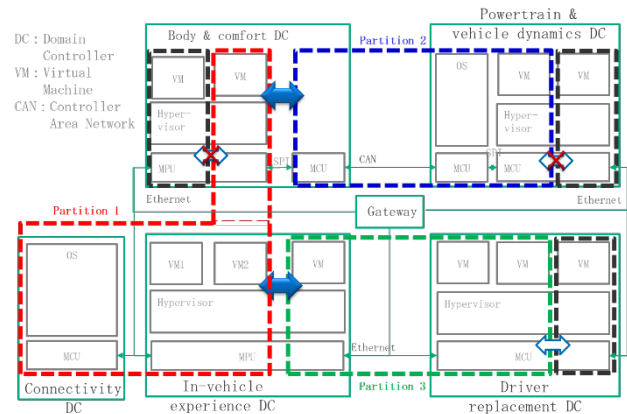 DC：Domain
Controller
VM：Virtual
Machine
CAN：Controller
Area Network
Body & comfort DC
Partition 2
Powertrain &
vehicle dynamics DC
VM
VM
OS
VM
VM
Hyper-
visor
Hyper-
visor
MPU
SPI
MCU
CAN
MCU
SPI
MCU
Ethernet
Ethernet
Partition 1
Gateway
OS
VM1
VM2
VM
VM
VM
VM
Hypervisor
Hypervisor
MCU
MPU
Ethernet
MCU
Connectivity
DC
In-vehicle
experience DC
Partition 3
Driver
replacement DC